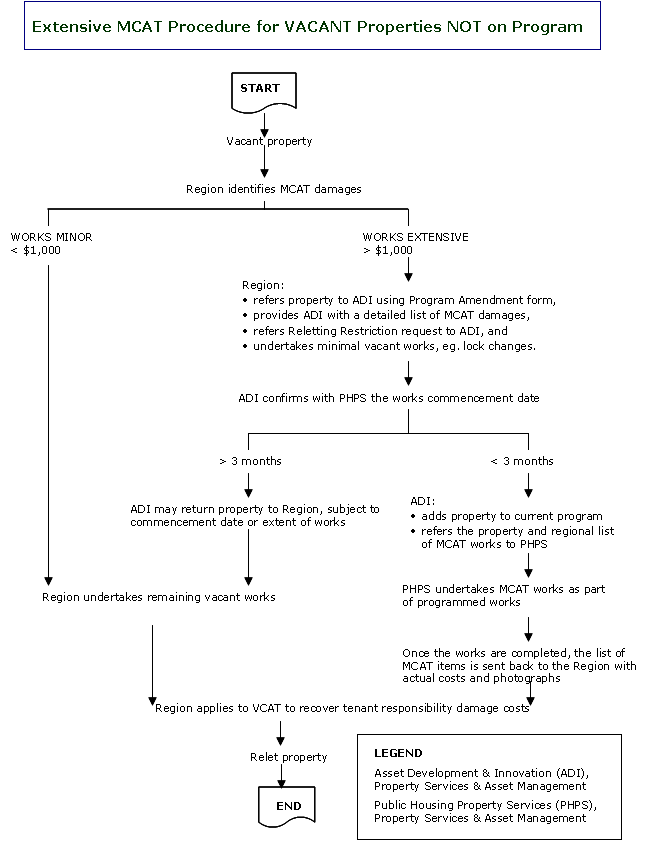 Extensive MCAT Procedure for VACANT Properties NOT on Program
START
Vacant property
Region identifies MCAT damages
WORKS MINOR
< $1,000
WORKS EXTENSIVE
> $1,000
Region:
• refers property to ADI using Program Amendment form,
• provides ADI with a detailed list of MCAT damages,
• refers Reletting Restriction request to ADI, and
• undertakes minimal vacant works, eg. lock changes.
ADI confirms with PHPS the works commencement date
> 3 months
< 3 months
ADI may return property to Region, subject to
commencement date or extent of works
ADI:
• adds property to current program
• refers the property and regional list
of MCAT works to PHPS
Region undertakes remaining vacant works
PHPS undertakes MCAT works as part
of programmed works
Once the works are completed, the list of
MCAT items is sent back to the Region with
actual costs and photographs
Region applies to VCAT to recover tenant responsibility damage costs
Relet property
END
LEGEND
Asset Development & Innovation (ADI),
Property Services & Asset Management
Public Housing Property Services (PHPS),
Property Services & Asset Management